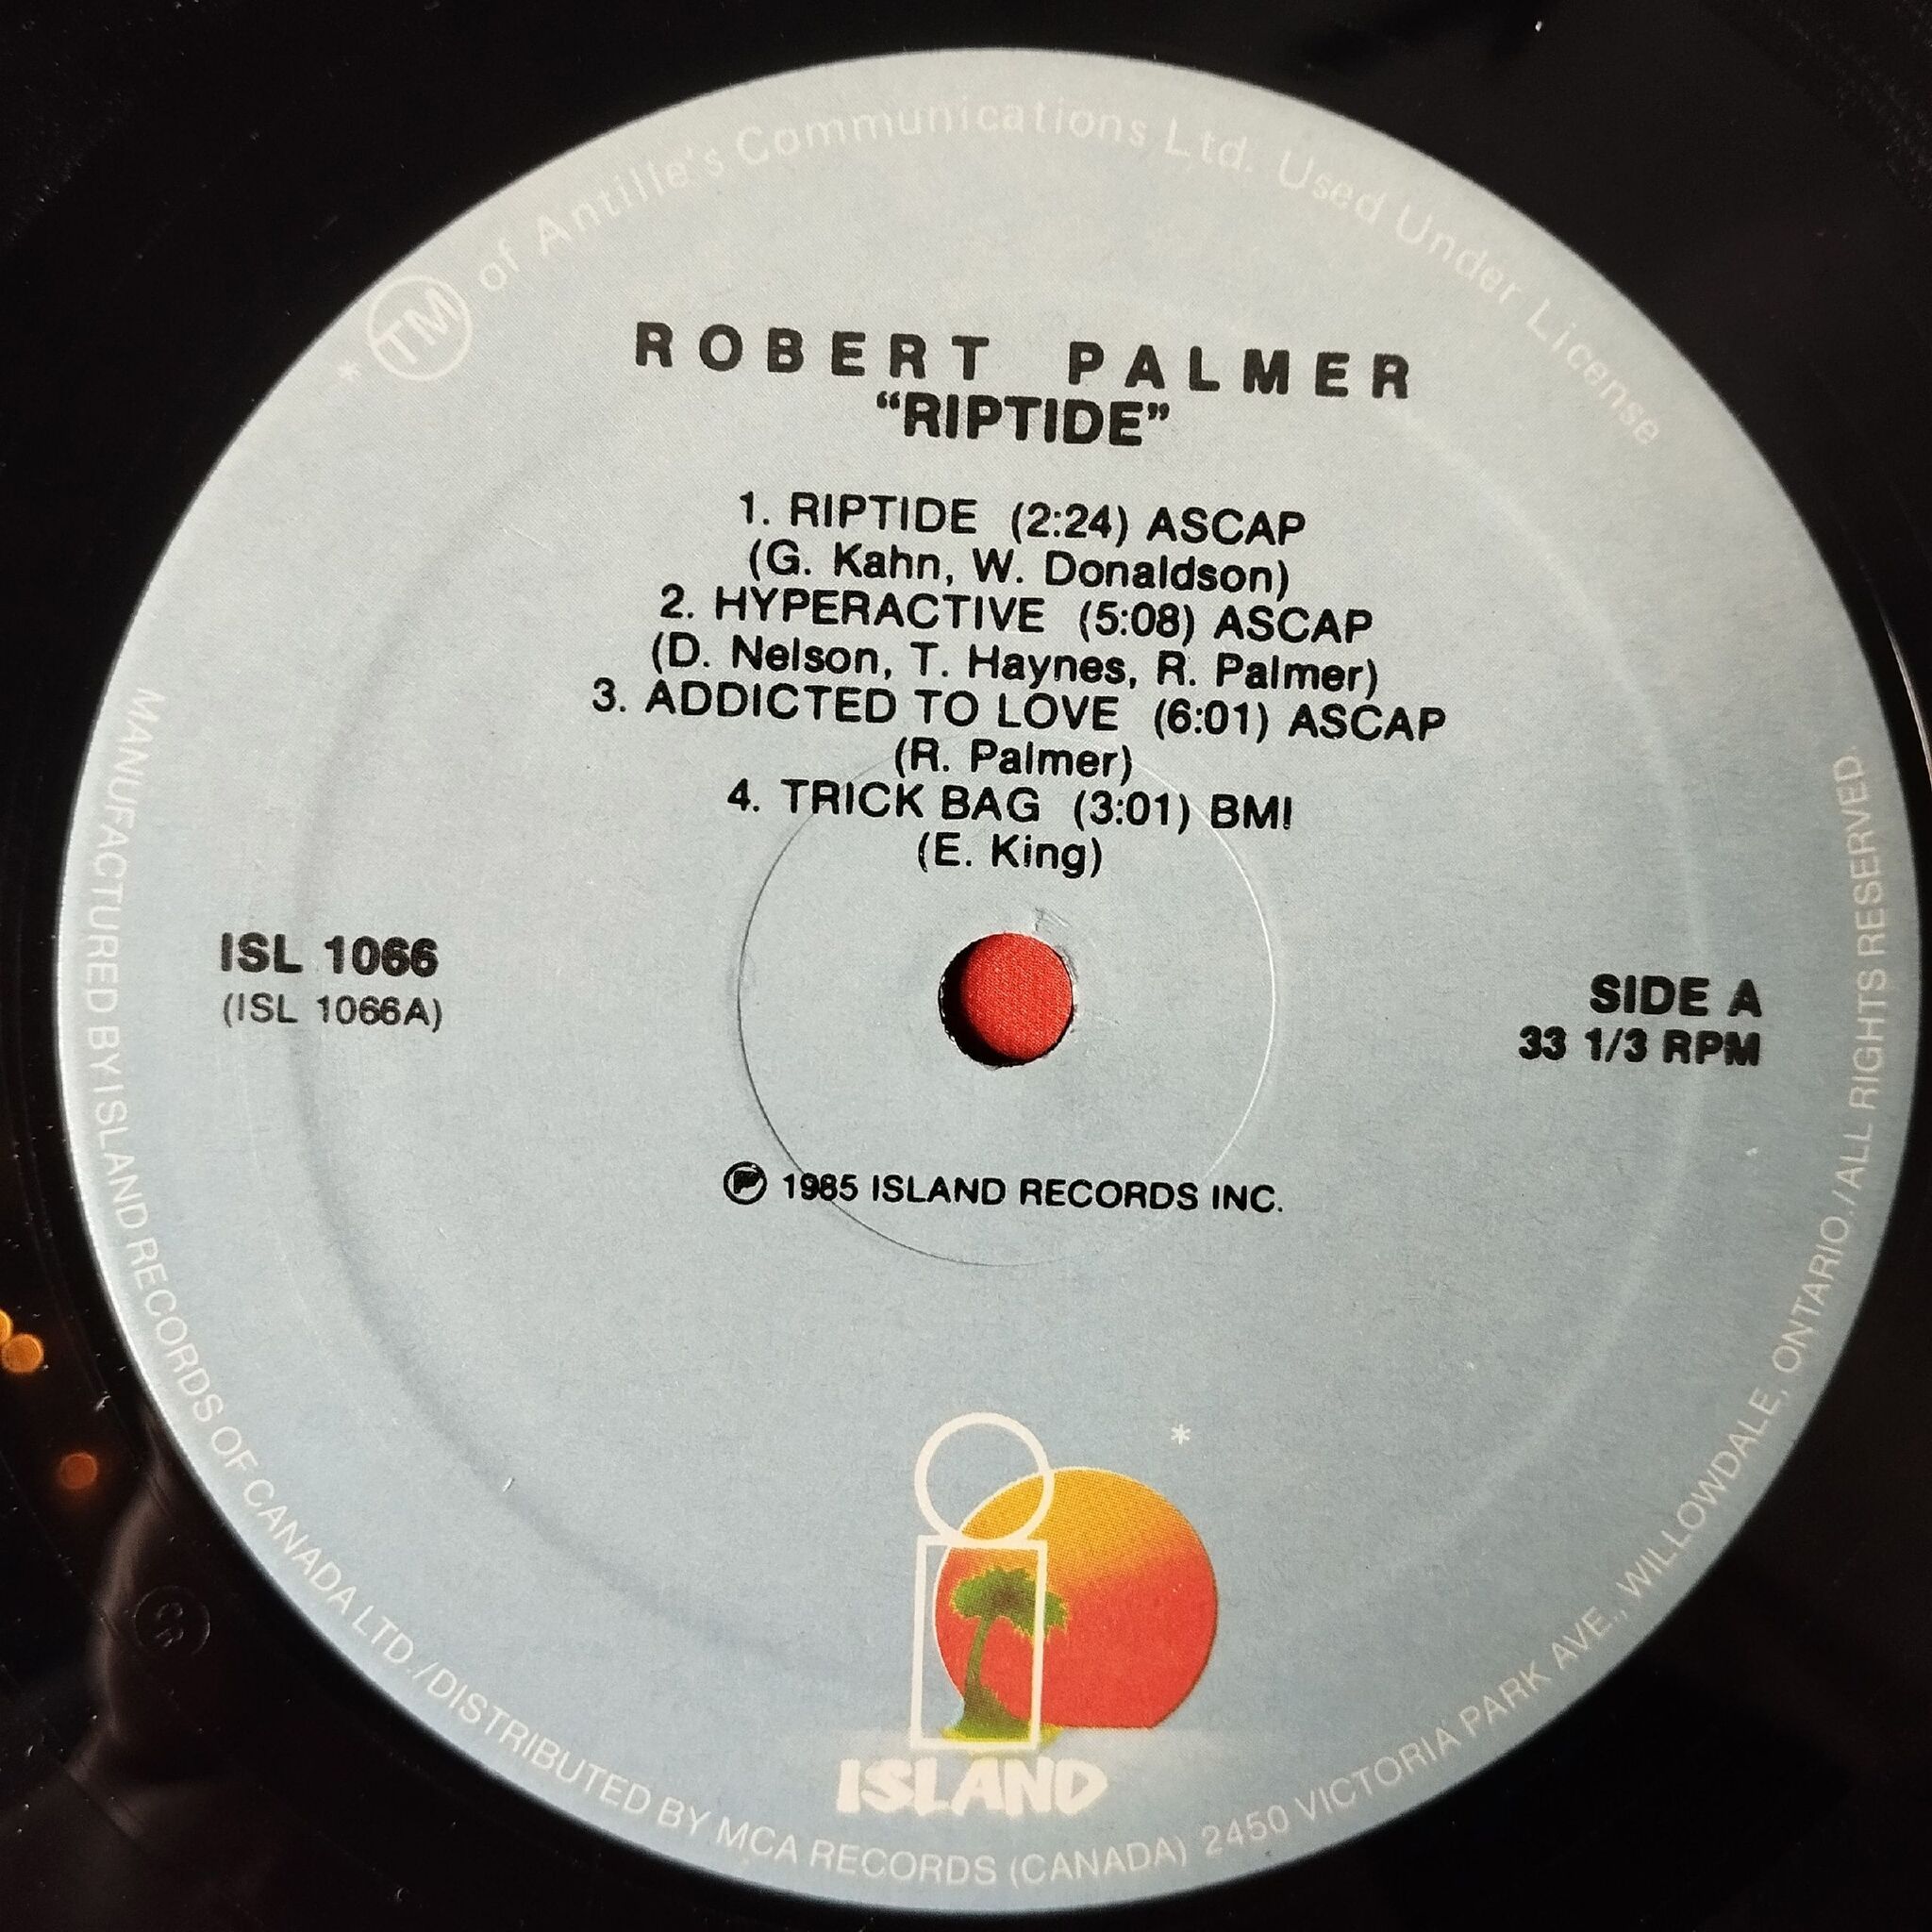 * TM of Antille's Communications Ltd. Used Under License
ROBERT PALMER
“RIPTIDE”
1. RIPTIDE (2:24) ASCAP
(G. Kahn, W. Donaldson)
2. HYPERACTIVE (5:08) ASCAP
(D. Nelson, T. Haynes, R. Palmer)
3. ADDICTED TO LOVE (6:01) ASCAP
(R. Palmer)
4. TRICK BAG (3:01) BMI
(E. King)
ISL 1066
(ISL 1066A)
SIDE A
33 1/3 RPM
℗ 1985 ISLAND RECORDS INC.
*
ISLAND
MANUFACTURED BY ISLAND RECORDS OF CANADA LTD./DISTRIBUTED BY MCA RECORDS (CANADA) 2450 VICTORIA PARK AVE., WILLOWDALE, ONTARIO./ALL RIGHTS RESERVED.